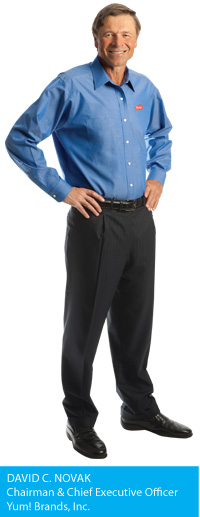 DAVID C. NOVAK
Chairman & Chief Executive Officer
Yum! Brands, Inc.